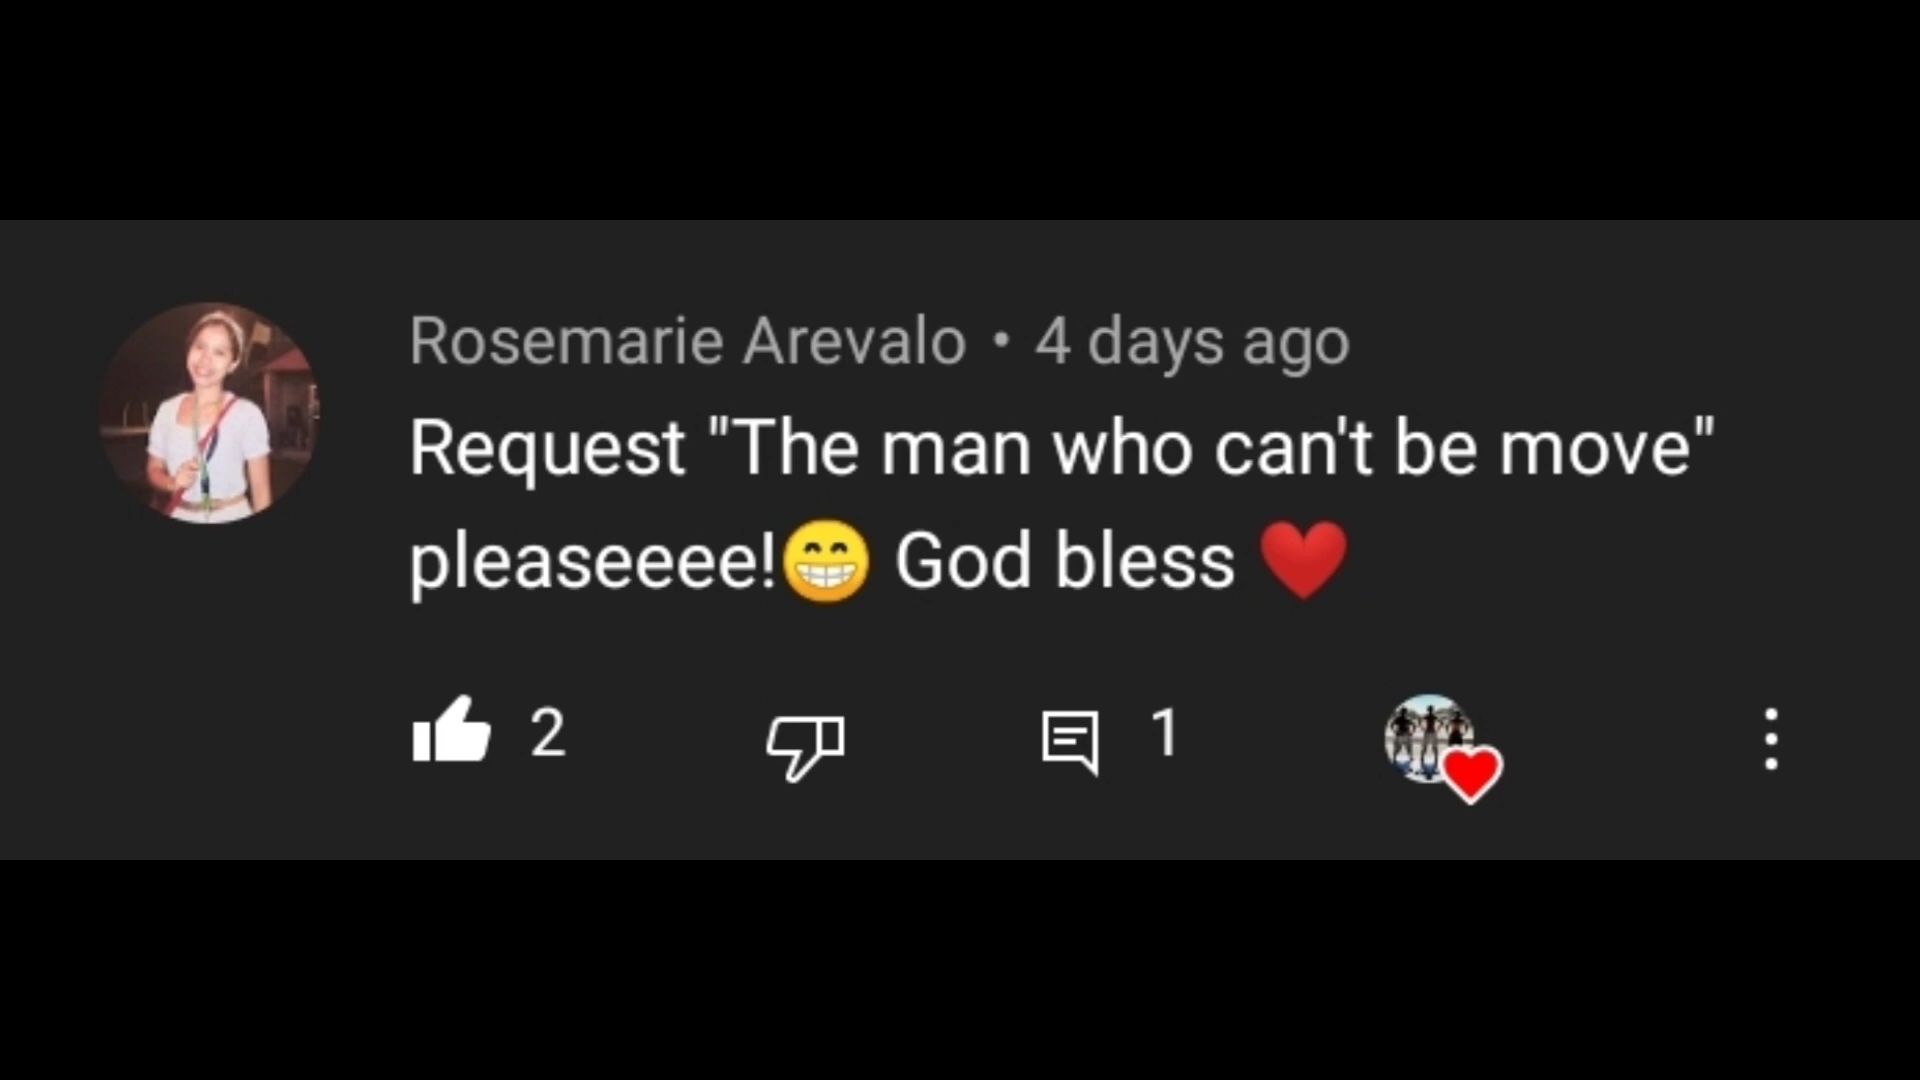 Rosemarie Arevalo • 4 days ago
Request "The man who can't be move"
pleaseeee!😁 God bless ❤️
2
1